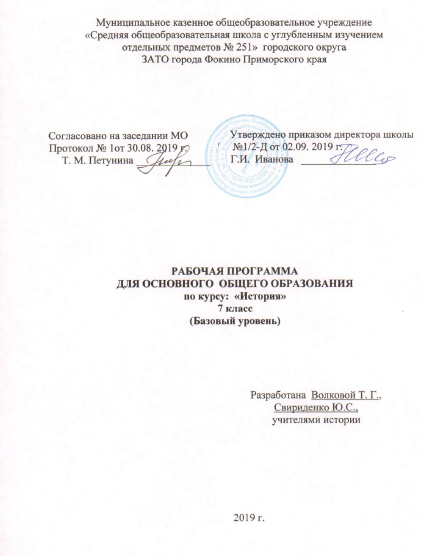 Муниципальное казенное общеобразовательное учреждение
«Средняя общеобразовательная школа с углубленным изучением
отдельных предметов № 251» городского округа
ЗАТО города Фокино Приморского края
Согласовано на заседании МО
Протокол № 1от 30.08. 2019 г.
Т. М. Петунина
Утверждено приказом директора школы
№1/2-Д от 02.09. 2019 г.
Г.И. Иванова
РАБОЧАЯ ПРОГРАММА
ДЛЯ ОСНОВНОГО ОБЩЕГО ОБРАЗОВАНИЯ
по курсу: «История»
7 класс
(Базовый уровень)
Разработана Волковой Т. Г.,
Свириденко Ю.С.,
учителями истории
2019 г.